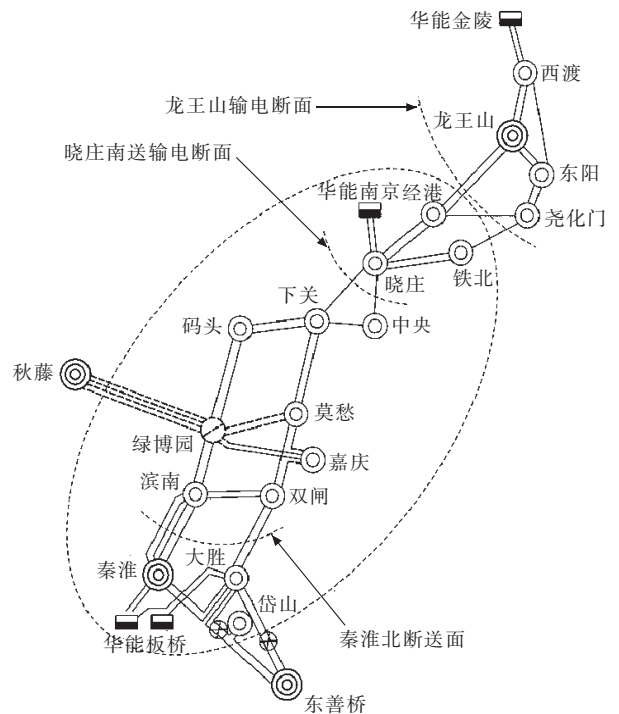 华能金陵
西渡
龙王山输电断面
龙王山
晓庄南送输电断面
东阳
华能南京经港
尧化门
晓庄
铁北
下关
码头
中央
秋藤
莫愁
绿博园
嘉庆
滨南
双闸
大胜
秦淮
岱山
华能板桥
秦淮北断送面
东善桥